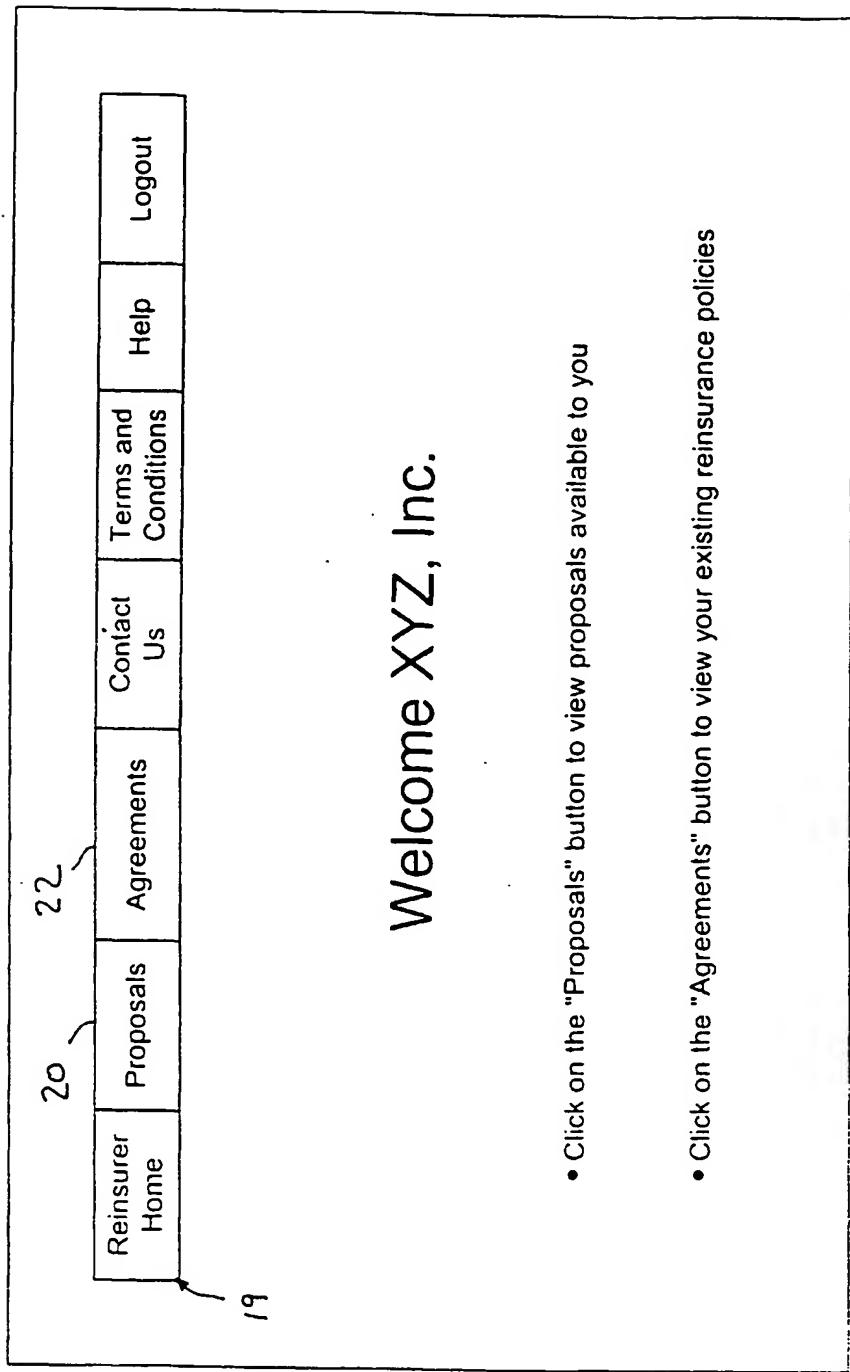 20 22
Reinsurer Home Proposals Agreements Contact Us Terms and Conditions Help Logout
19
Welcome XYZ, Inc.
• Click on the "Proposals" button to view proposals available to you
• Click on the "Agreements" button to view your existing reinsurance policies